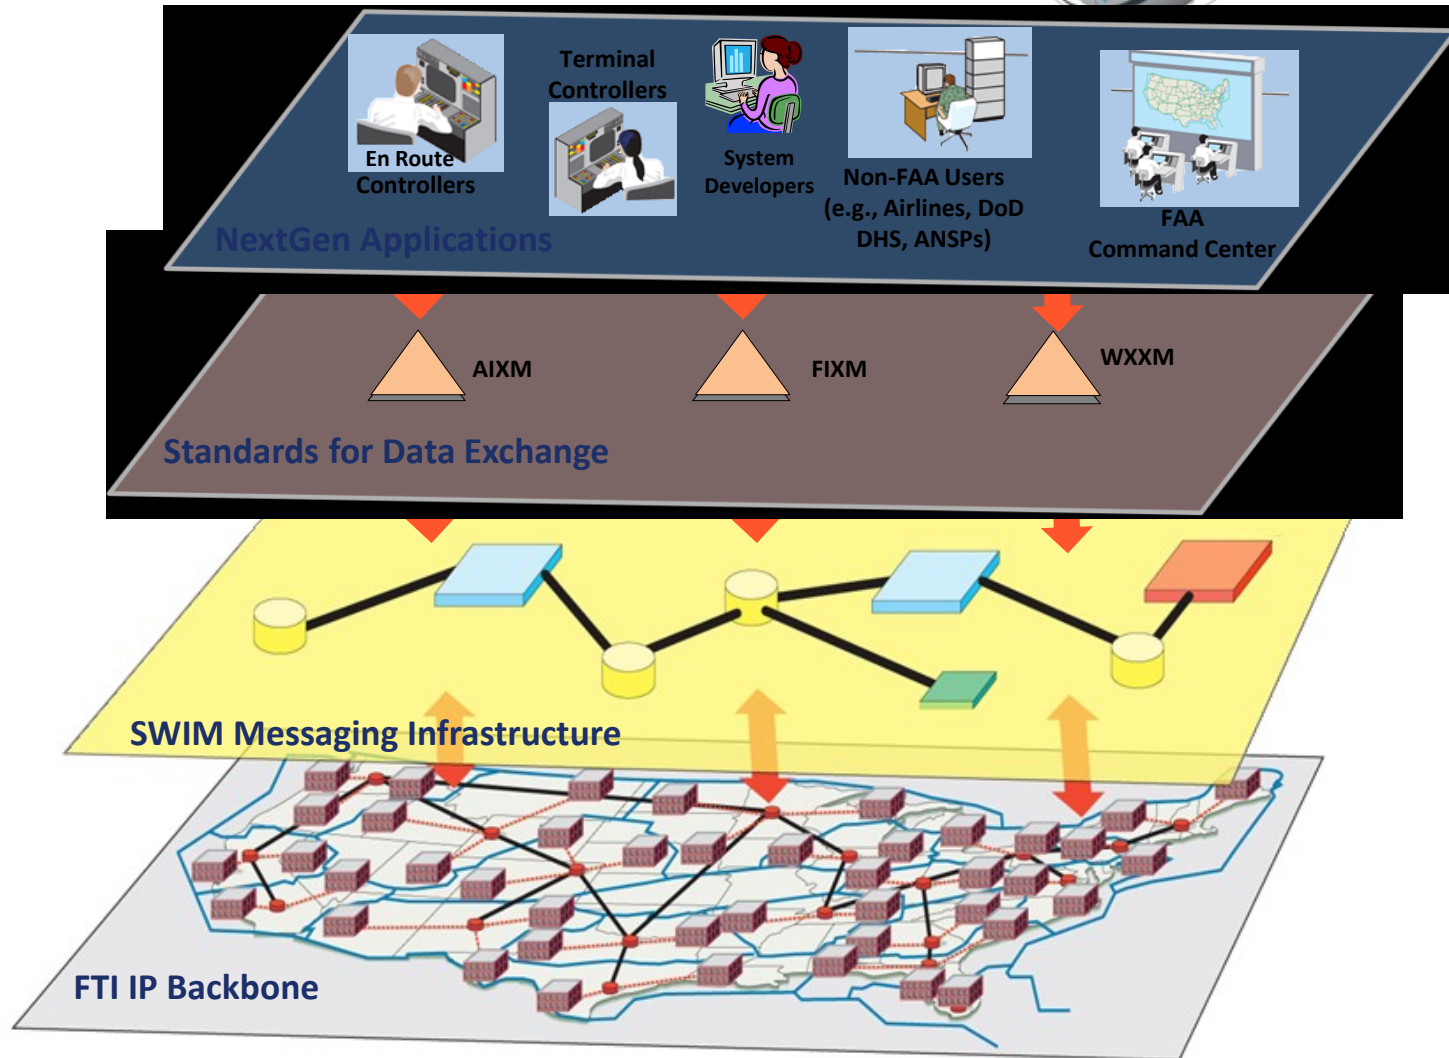 Terminal
Controllers
En Route
Controllers
System
Developers
Non-FAA Users
(e.g., Airlines, DoD
DHS, ANSPs)
FAA
Command Center
NextGen Applications
AIXM
FIXM
WXXM
Standards for Data Exchange
SWIM Messaging Infrastructure
FTI IP Backbone